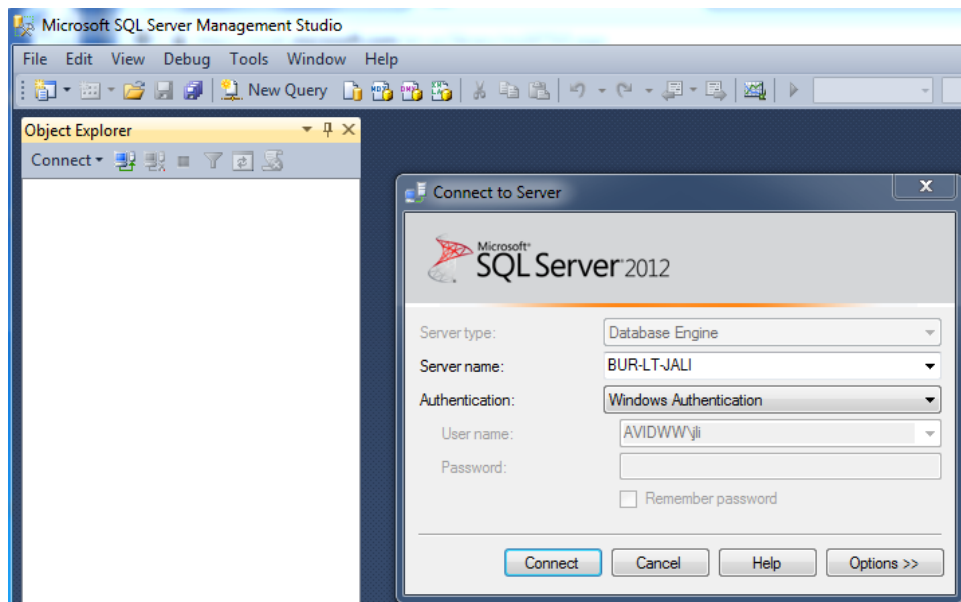 Microsoft SQL Server Management Studio
File Edit View Debug Tools Window Help
New Query
Object Explorer
Connect
Connect to Server
Microsoft
SQL Server 2012
Server type: Database Engine
Server name: BUR-LT-JALI
Authentication: Windows Authentication
User name: AVIDWW\jli
Password:
Remember password
Connect Cancel Help Options >>